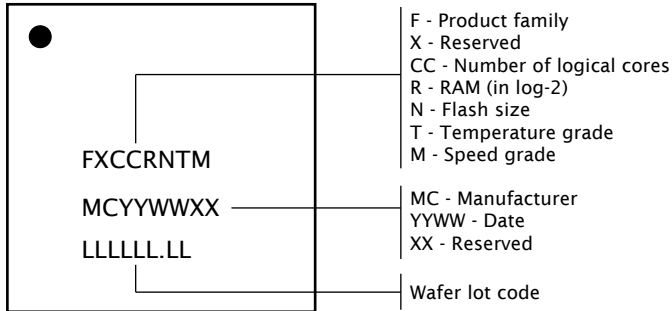 F - Product family
X - Reserved
CC - Number of logical cores
R - RAM (in log-2)
N - Flash size
T - Temperature grade
M - Speed grade
FXCCRNTM
MCYYWWXX
LLLLLL.LL
MC - Manufacturer
YYWW - Date
XX - Reserved
Wafer lot code